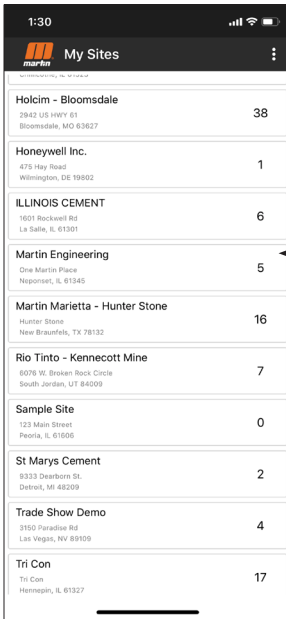 1:30
martin
My Sites
Chillicothe, IL 61523
Holcim - Bloomsdale
2942 US HWY 61
38
Bloomsdale, MO 63627
Honeywell Inc.
475 Hay Road
1
Wilmington, DE 19802
ILLINOIS CEMENT
1601 Rockwell Rd
6
La Salle, IL 61301
Martin Engineering
One Martin Place
5
Neponset, IL 61345
Martin Marietta - Hunter Stone
Hunter Stone
16
New Braunfels, TX 78132
Rio Tinto - Kennecott Mine
6076 W. Broken Rock Circle
7
South Jordan, UT 84009
Sample Site
123 Main Street
0
Peoria, IL 61606
St Marys Cement
9333 Dearborn St.
2
Detroit, MI 48209
Trade Show Demo
3150 Paradise Rd
4
Las Vegas, NV 89109
Tri Con
Tri Con
17
Hennepin, IL 61327